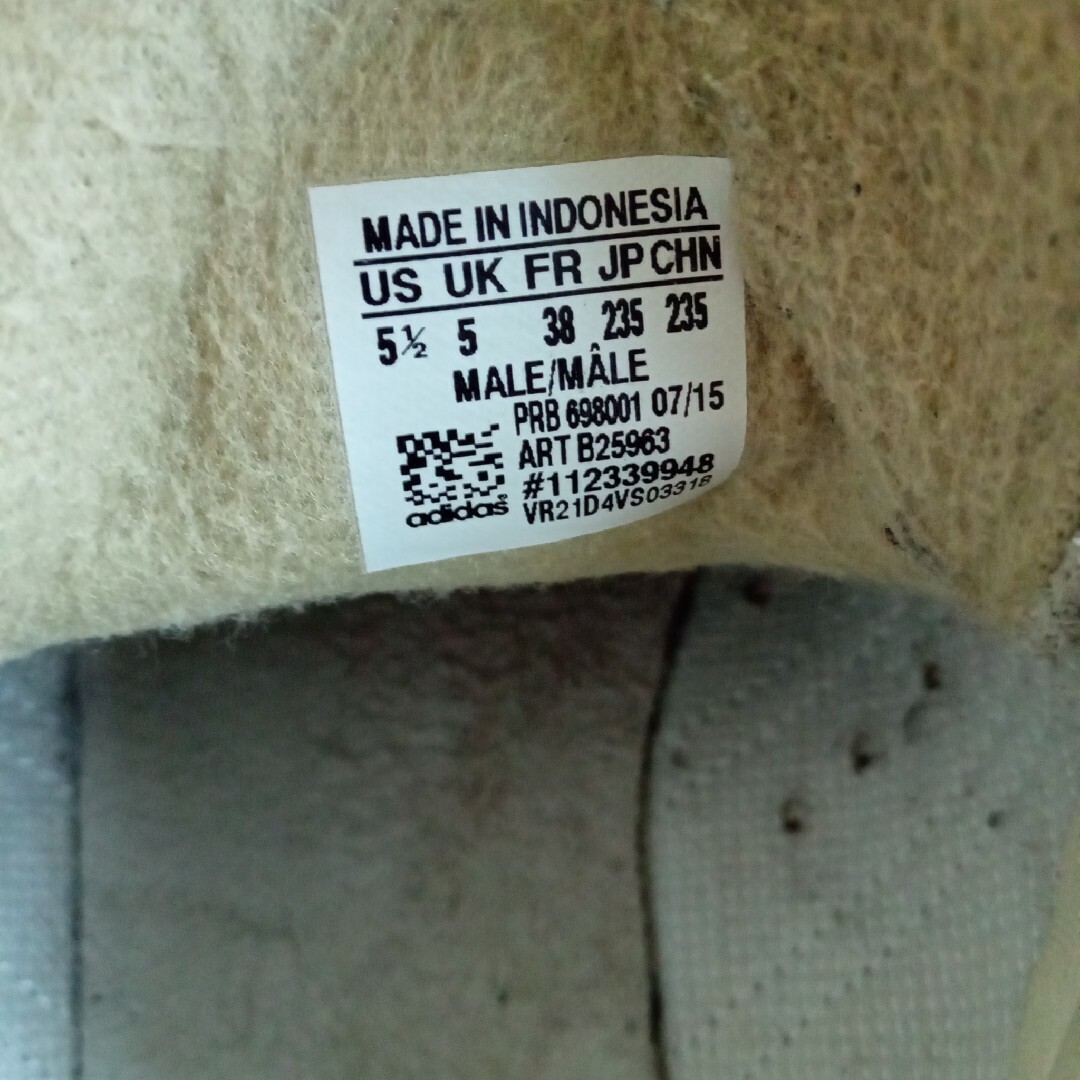 MADE IN INDONESIA
US UK FR JP CHN
5½ 5 38 235 235
MALE/MÂLE
PRB 698001 07/15
ART B25963
#112339948
adidas® VR21D4VS03318